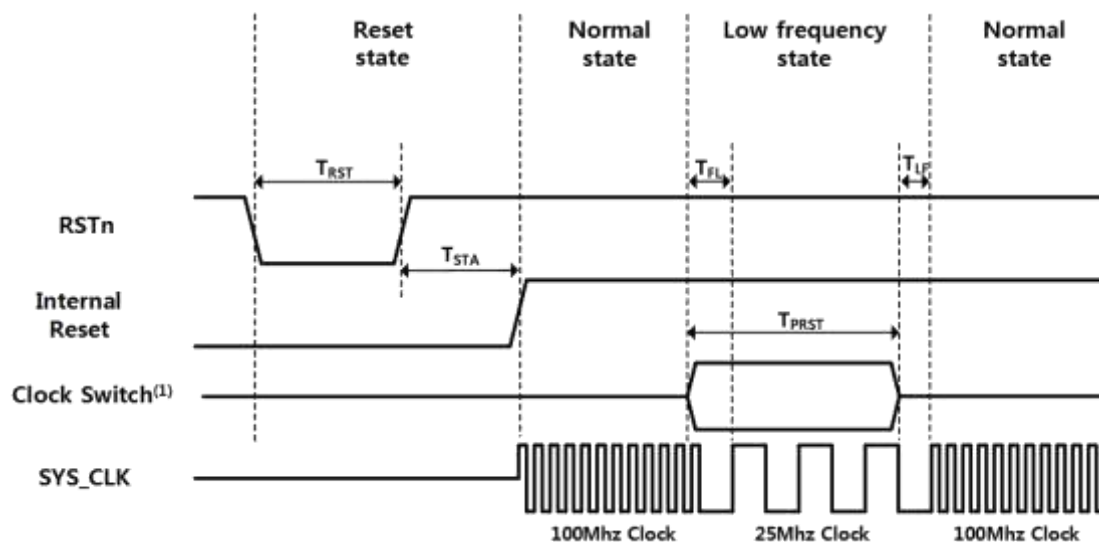 Reset state
Normal state
Low frequency state
Normal state
TRST
TFL
TLF
RSTn
TSTA
Internal Reset
TPRST
Clock Switch(1)
SYS_CLK
100Mhz Clock
25Mhz Clock
100Mhz Clock